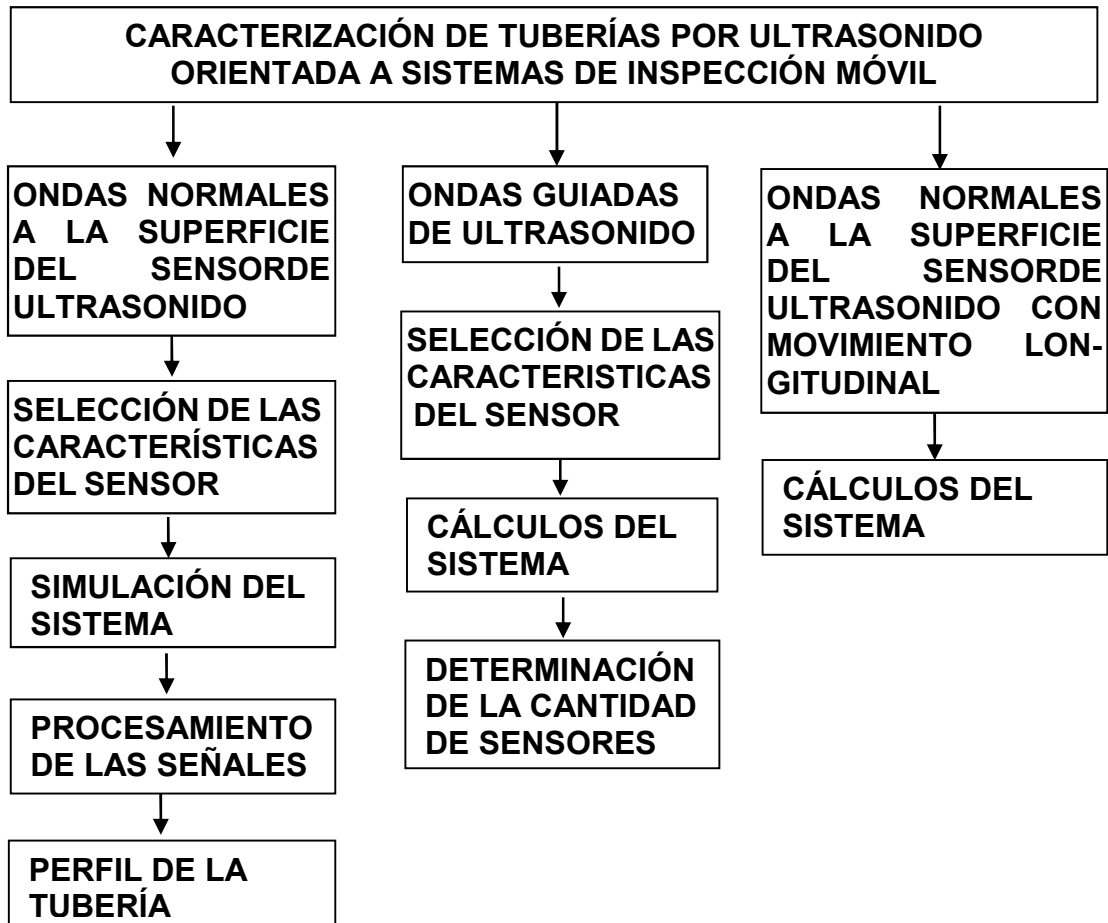 CARACTERIZACIÓN DE TUBERÍAS POR ULTRASONIDO
ORIENTADA A SISTEMAS DE INSPECCIÓN MÓVIL
ONDAS NORMALES
A LA SUPERFICIE
DEL SENSORDE
ULTRASONIDO
SELECCIÓN DE LAS
CARACTERÍSTICAS
DEL SENSOR
SIMULACIÓN DEL
SISTEMA
PROCESAMIENTO
DE LAS SEÑALES
PERFIL DE LA
TUBERÍA
ONDAS GUIADAS
DE ULTRASONIDO
SELECCIÓN DE LAS
CARACTERISTICAS
DEL SENSOR
CÁLCULOS DEL
SISTEMA
DETERMINACIÓN
DE LA CANTIDAD
DE SENSORES
ONDAS NORMALES
A LA SUPERFICIE
DEL SENSORDE
ULTRASONIDO CON
MOVIMIENTO LON-
GITUDINAL
CÁLCULOS DEL
SISTEMA